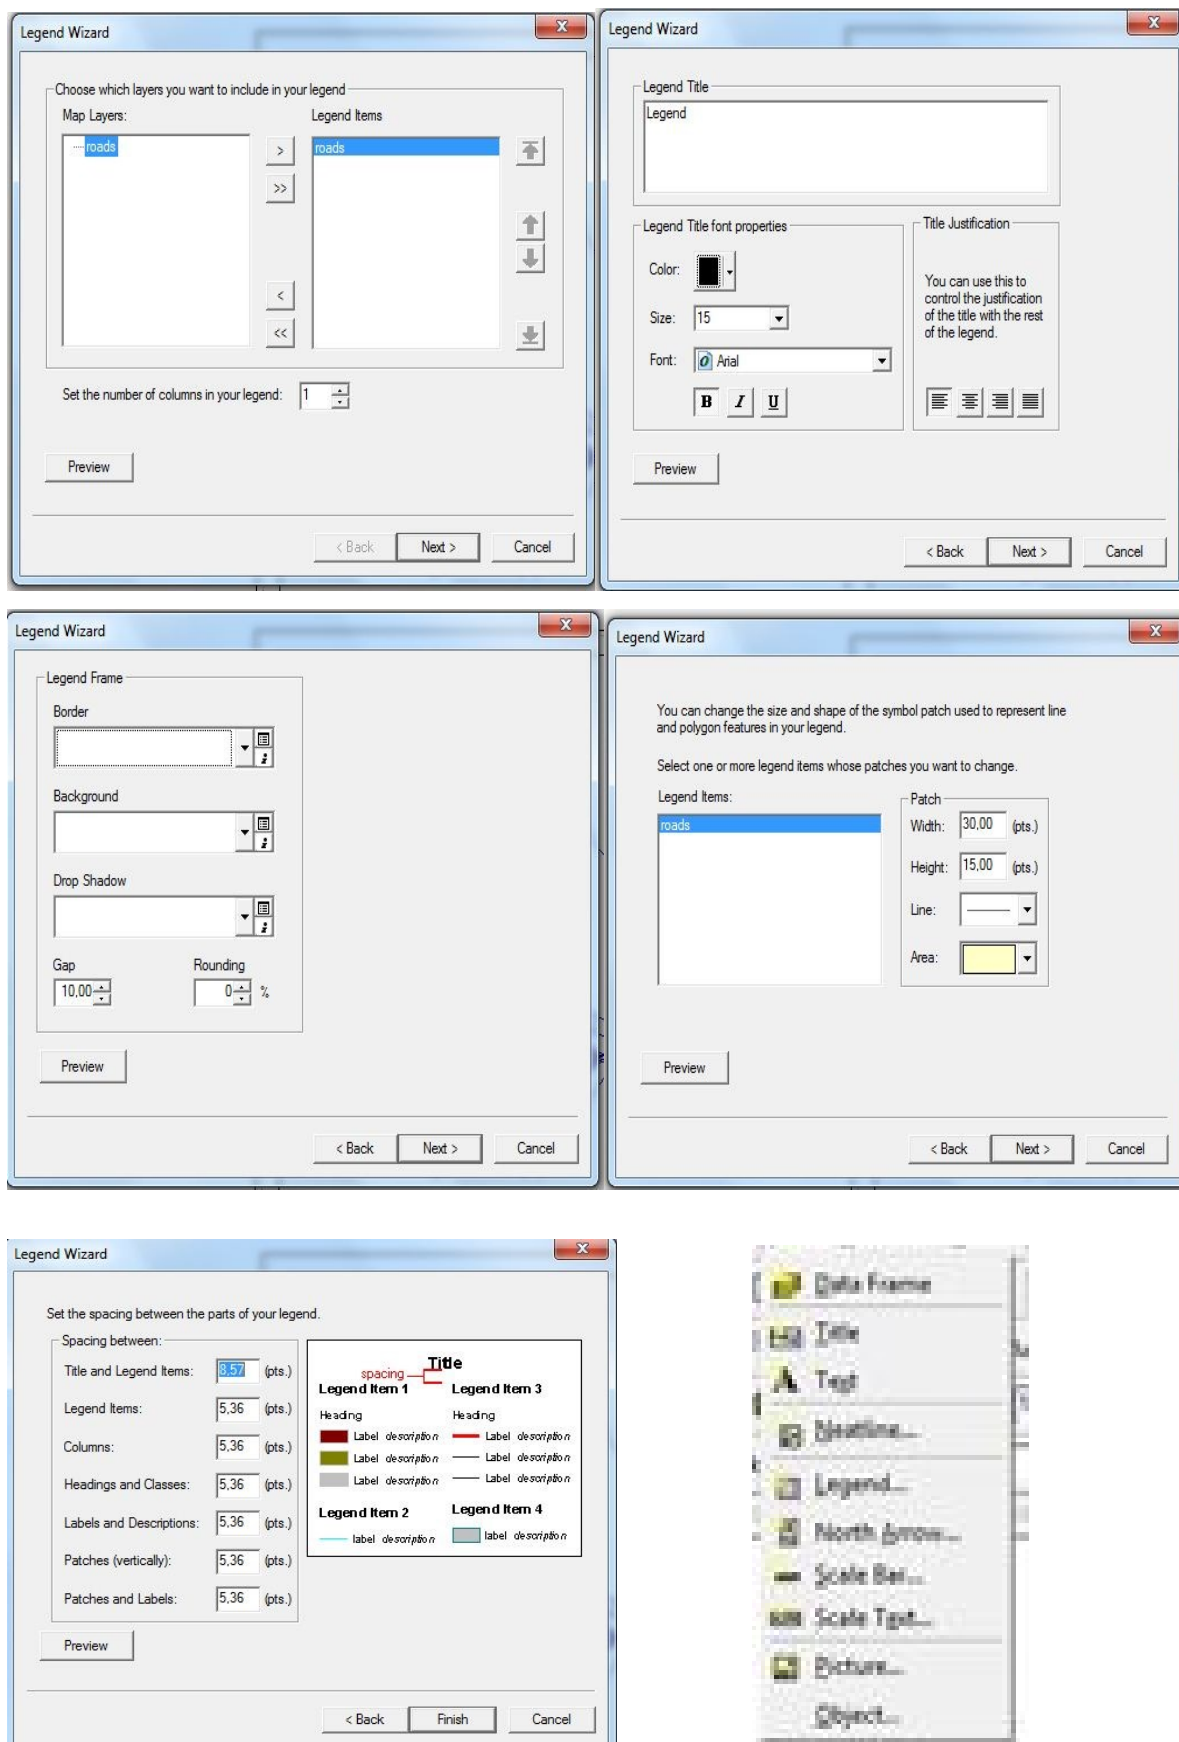 Legend Wizard
X
Choose which layers you want to include in your legend
Map Layers:
Legend Items
roads
roads
>
>>
<
<<
Set the number of columns in your legend:
1
Preview
< Back
Next >
Cancel
Legend Wizard
X
Legend Title
Legend
Legend Title font properties
Color:
Size:
15
Font:
O Arial
B I U
Title Justification
You can use this to
control the justification
of the title with the rest
of the legend.
Preview
< Back
Next >
Cancel
Legend Wizard
X
Legend Frame
Border
Background
Drop Shadow
Gap
Rounding
10,00
0 %
Preview
< Back
Next >
Cancel
Legend Wizard
X
You can change the size and shape of the symbol patch used to represent line
and polygon features in your legend.
Select one or more legend items whose patches you want to change.
Legend Items:
roads
Patch
Width: 30,00 (pts.)
Height: 15,00 (pts.)
Line:
Area:
Preview
< Back
Next >
Cancel
Legend Wizard
X
Set the spacing between the parts of your legend.
Spacing between:
Title and Legend Items: 8,57 (pts.)
Legend Items: 5,36 (pts.)
Columns: 5,36 (pts.)
Headings and Classes: 5,36 (pts.)
Labels and Descriptions: 5,36 (pts.)
Patches (vertically): 5,36 (pts.)
Patches and Labels: 5,36 (pts.)
Title
spacing
Legend Item 1
Heading
Label description
Label description
Label description
Legend Item 2
label description
Legend Item 3
Heading
Label description
Label description
Label description
Legend Item 4
label description
Preview
< Back
Finish
Cancel
Data Frame
Title
A Text
Neatline...
Legend...
North Arrow...
Scale Bar...
Scale Text...
Picture...
Object...